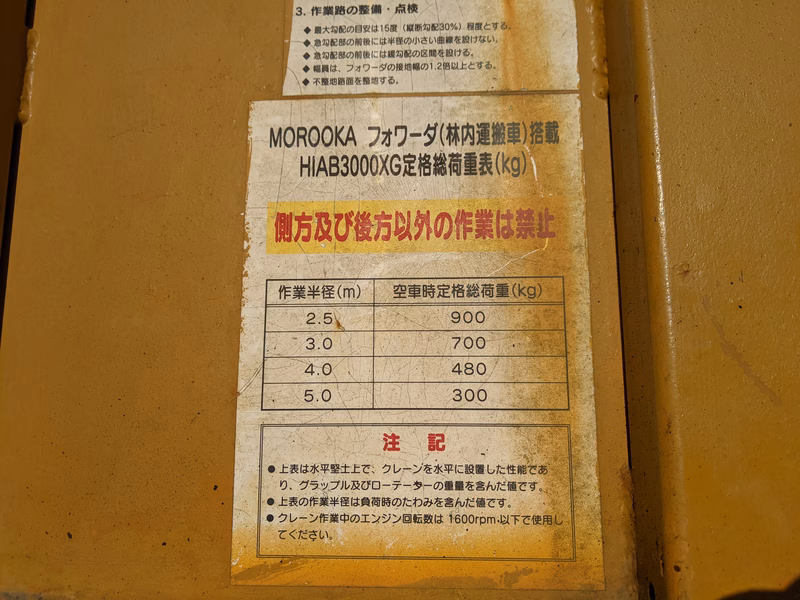 3. 作業路の整備・点検
◆ 最大勾配の目安は15度（縦断勾配30%）程度とする。
◆ 急勾配部の前後には半径の小さい曲線を設けない。
◆ 急勾配部の前後には緩勾配の区間を設ける。
◆ 幅員は、フォワーダの接地幅の1.2倍以上とする。
◆ 不整地路面を整地する。
MOROOKA フォワーダ(林内運搬車)搭載
HIAB3000XG定格総荷重表(kg)
側方及び後方以外の作業は禁止
作業半径(m) 空車時定格総荷重(kg)
2.5 900
3.0 700
4.0 480
5.0 300
注 記
● 上表は水平堅土上で、クレーンを水平に設置した性能であ
り、グラップル及びローテーターの重量を含んだ値です。
● 上表の作業半径は負荷時のたわみを含んだ値です。
● クレーン作業中のエンジン回転数は 1600rpm 以下で使用し
てください。